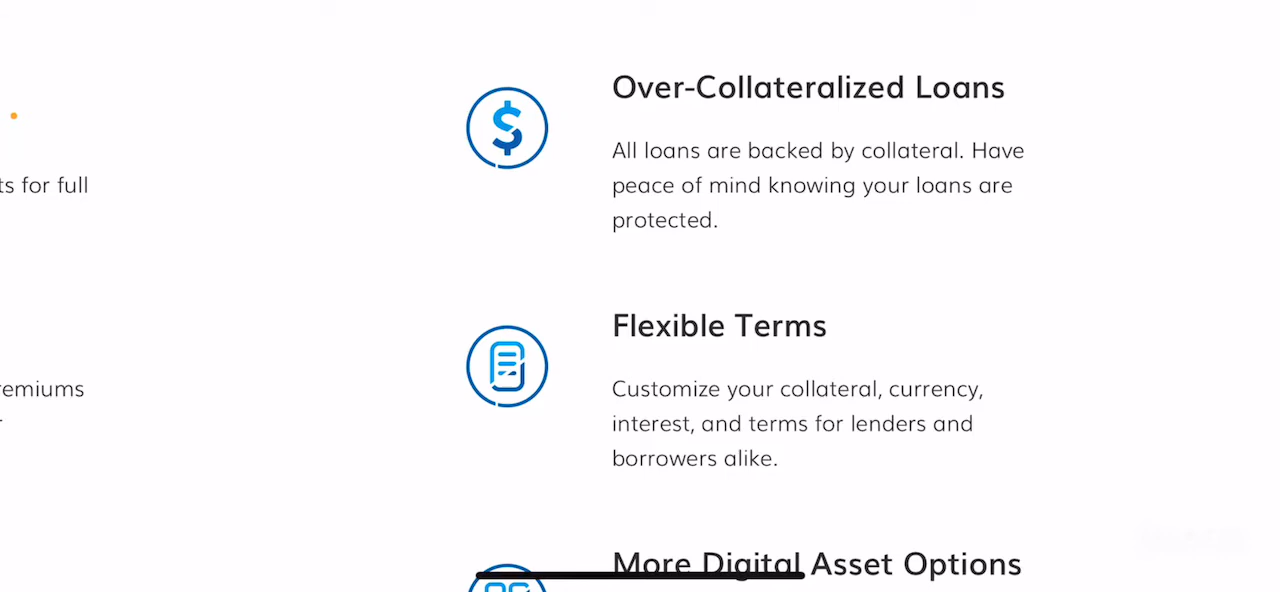 Over-Collateralized Loans
All loans are backed by collateral. Have
peace of mind knowing your loans are
protected.
for full
Flexible Terms
Customize your collateral, currency,
interest, and terms for lenders and
borrowers alike.
More Digital Asset Options